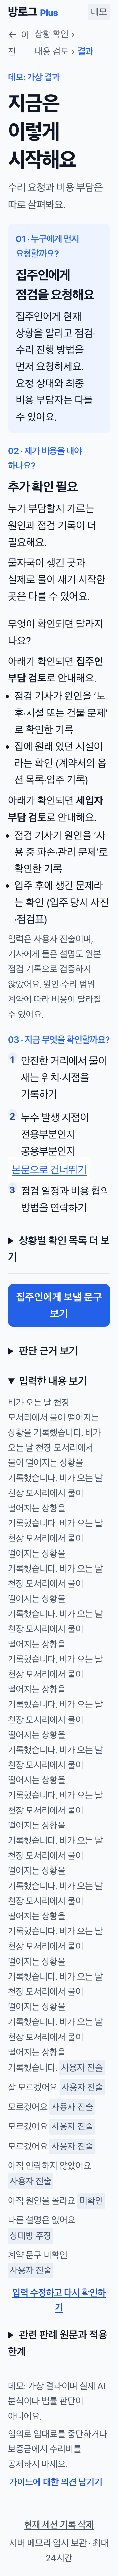 방로그 Plus
데모
← 이전
상황 확인 ›
내용 검토 › 결과
데모: 가상 결과
지금은
이렇게
시작해요
수리 요청과 비용 부담은
따로 살펴봐요.
01 · 누구에게 먼저
요청할까요?
집주인에게
점검을 요청해요
집주인에게 현재
상황을 알리고 점검·
수리 진행 방법을
먼저 요청하세요.
요청 상대와 최종
비용 부담자는 다를
수 있어요.
02 · 제가 비용을 내야
하나요?
추가 확인 필요
누가 부담할지 가르는
원인과 점검 기록이 더
필요해요.
물자국이 생긴 곳과
실제로 물이 새기 시작한
곳은 다를 수 있어요.
무엇이 확인되면 달라지
나요?
아래가 확인되면 집주인
부담 검토로 안내해요.
• 점검 기사가 원인을 ‘노
후·시설 또는 건물 문제’
로 확인한 기록
• 집에 원래 있던 시설이
라는 확인 (계약서의 옵
션 목록·입주 기록)
아래가 확인되면 세입자
부담 검토로 안내해요.
• 점검 기사가 원인을 ‘사
용 중 파손·관리 문제’로
확인한 기록
• 입주 후에 생긴 문제라
는 확인 (입주 당시 사진
·점검표)
입력은 사용자 진술이며,
기사에게 들은 설명도 원본
점검 기록으로 검증하지
않았어요. 원인·수리 범위·
계약에 따라 비용이 달라질
수 있어요.
03 · 지금 무엇을 확인할까요?
1 안전한 거리에서 물이
새는 위치·시점을
기록하기
2 누수 발생 지점이
전용부분인지
공용부분인지
본문으로 건너뛰기
3 점검 일정과 비용 협의
방법을 연락하기
▶ 상황별 확인 목록 더 보
기
집주인에게 보낼 문구
보기
▶ 판단 근거 보기
▼ 입력한 내용 보기
비가 오는 날 천장
모서리에서 물이 떨어지는
상황을 기록했습니다. 비가
오는 날 천장 모서리에서
물이 떨어지는 상황을
기록했습니다. 비가 오는 날
천장 모서리에서 물이
떨어지는 상황을
기록했습니다. 비가 오는 날
천장 모서리에서 물이
떨어지는 상황을
기록했습니다. 비가 오는 날
천장 모서리에서 물이
떨어지는 상황을
기록했습니다. 비가 오는 날
천장 모서리에서 물이
떨어지는 상황을
기록했습니다. 비가 오는 날
천장 모서리에서 물이
떨어지는 상황을
기록했습니다. 비가 오는 날
천장 모서리에서 물이
떨어지는 상황을
기록했습니다. 비가 오는 날
천장 모서리에서 물이
떨어지는 상황을
기록했습니다. 비가 오는 날
천장 모서리에서 물이
떨어지는 상황을
기록했습니다. 비가 오는 날
천장 모서리에서 물이
떨어지는 상황을
기록했습니다. 비가 오는 날
천장 모서리에서 물이
떨어지는 상황을
기록했습니다. 비가 오는 날
천장 모서리에서 물이
떨어지는 상황을
기록했습니다. 비가 오는 날
천장 모서리에서 물이
떨어지는 상황을
기록했습니다. 비가 오는 날
천장 모서리에서 물이
떨어지는 상황을
기록했습니다. 사용자 진술
잘 모르겠어요 사용자 진술
모르겠어요 사용자 진술
모르겠어요 사용자 진술
모르겠어요 사용자 진술
아직 연락하지 않았어요
사용자 진술
아직 원인을 몰라요 미확인
다른 설명은 없어요
상대방 주장
계약 문구 미확인
사용자 진술
입력 수정하고 다시 확인하
기
▶ 관련 판례 원문과 적용
한계
데모: 가상 결과이며 실제 AI
분석이나 법률 판단이
아니에요.
임의로 임대료를 중단하거나
보증금에서 수리비를
공제하지 마세요.
가이드에 대한 의견 남기기
현재 세션 기록 삭제
서버 메모리 임시 보관 · 최대
24시간